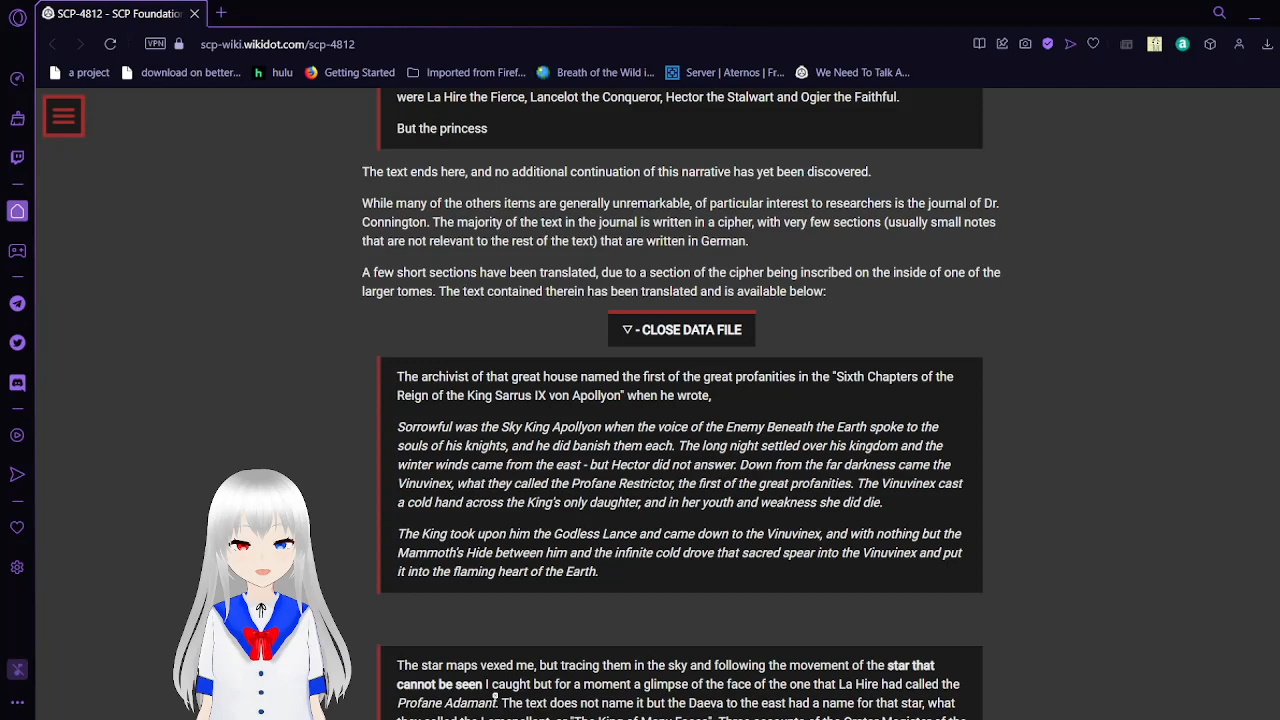 SCP-4812 - SCP Foundation
VPN
scp-wiki.wikidot.com/scp-4812
a project
download on better...
hulu
Getting Started
Imported from Firef...
Breath of the Wild i...
Server | Aternos | Fr...
We Need To Talk A...
were La Hire the Fierce, Lancelot the Conqueror, Hector the Stalwart and Ogier the Faithful.
But the princess
The text ends here, and no additional continuation of this narrative has yet been discovered.
While many of the others items are generally unremarkable, of particular interest to researchers is the journal of Dr.
Connington. The majority of the text in the journal is written in a cipher, with very few sections (usually small notes
that are not relevant to the rest of the text) that are written in German.
A few short sections have been translated, due to a section of the cipher being inscribed on the inside of one of the
larger tomes. The text contained therein has been translated and is available below:
▽ - CLOSE DATA FILE
The archivist of that great house named the first of the great profanities in the "Sixth Chapters of the
Reign of the King Sarrus IX von Apollyon" when he wrote,
Sorrowful was the Sky King Apollyon when the voice of the Enemy Beneath the Earth spoke to the
souls of his knights, and he did banish them each. The long night settled over his kingdom and the
winter winds came from the east - but Hector did not answer. Down from the far darkness came the
Vinuvinex, what they called the Profane Restrictor, the first of the great profanities. The Vinuvinex cast
a cold hand across the King's only daughter, and in her youth and weakness she did die.
The King took upon him the Godless Lance and came down to the Vinuvinex, and with nothing but the
Mammoth's Hide between him and the infinite cold drove that sacred spear into the Vinuvinex and put
it into the flaming heart of the Earth.
The star maps vexed me, but tracing them in the sky and following the movement of the star that
cannot be seen I caught but for a moment a glimpse of the face of the one that La Hire had called the
Profane Adamant. The text does not name it but the Daeva to the east had a name for that star, what